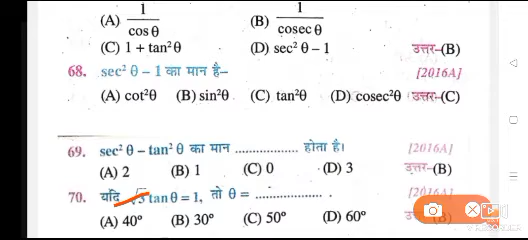 (A) 1/cos θ (B) 1/cosec θ
(C) 1 + tan²θ (D) sec² θ – 1 उत्तर–(B)
68. sec² θ – 1 का मान है– [2016A]
(A) cot²θ (B) sin²θ (C) tan²θ (D) cosec²θ उत्तर–(C)
69. sec² θ – tan² θ का मान .................. होता है। [2016A]
(A) 2 (B) 1 (C) 0 (D) 3 उत्तर–(B)
70. यदि √3 tan θ = 1, तो θ = .................. . [2016A]
(A) 40° (B) 30° (C) 50° (D) 60°